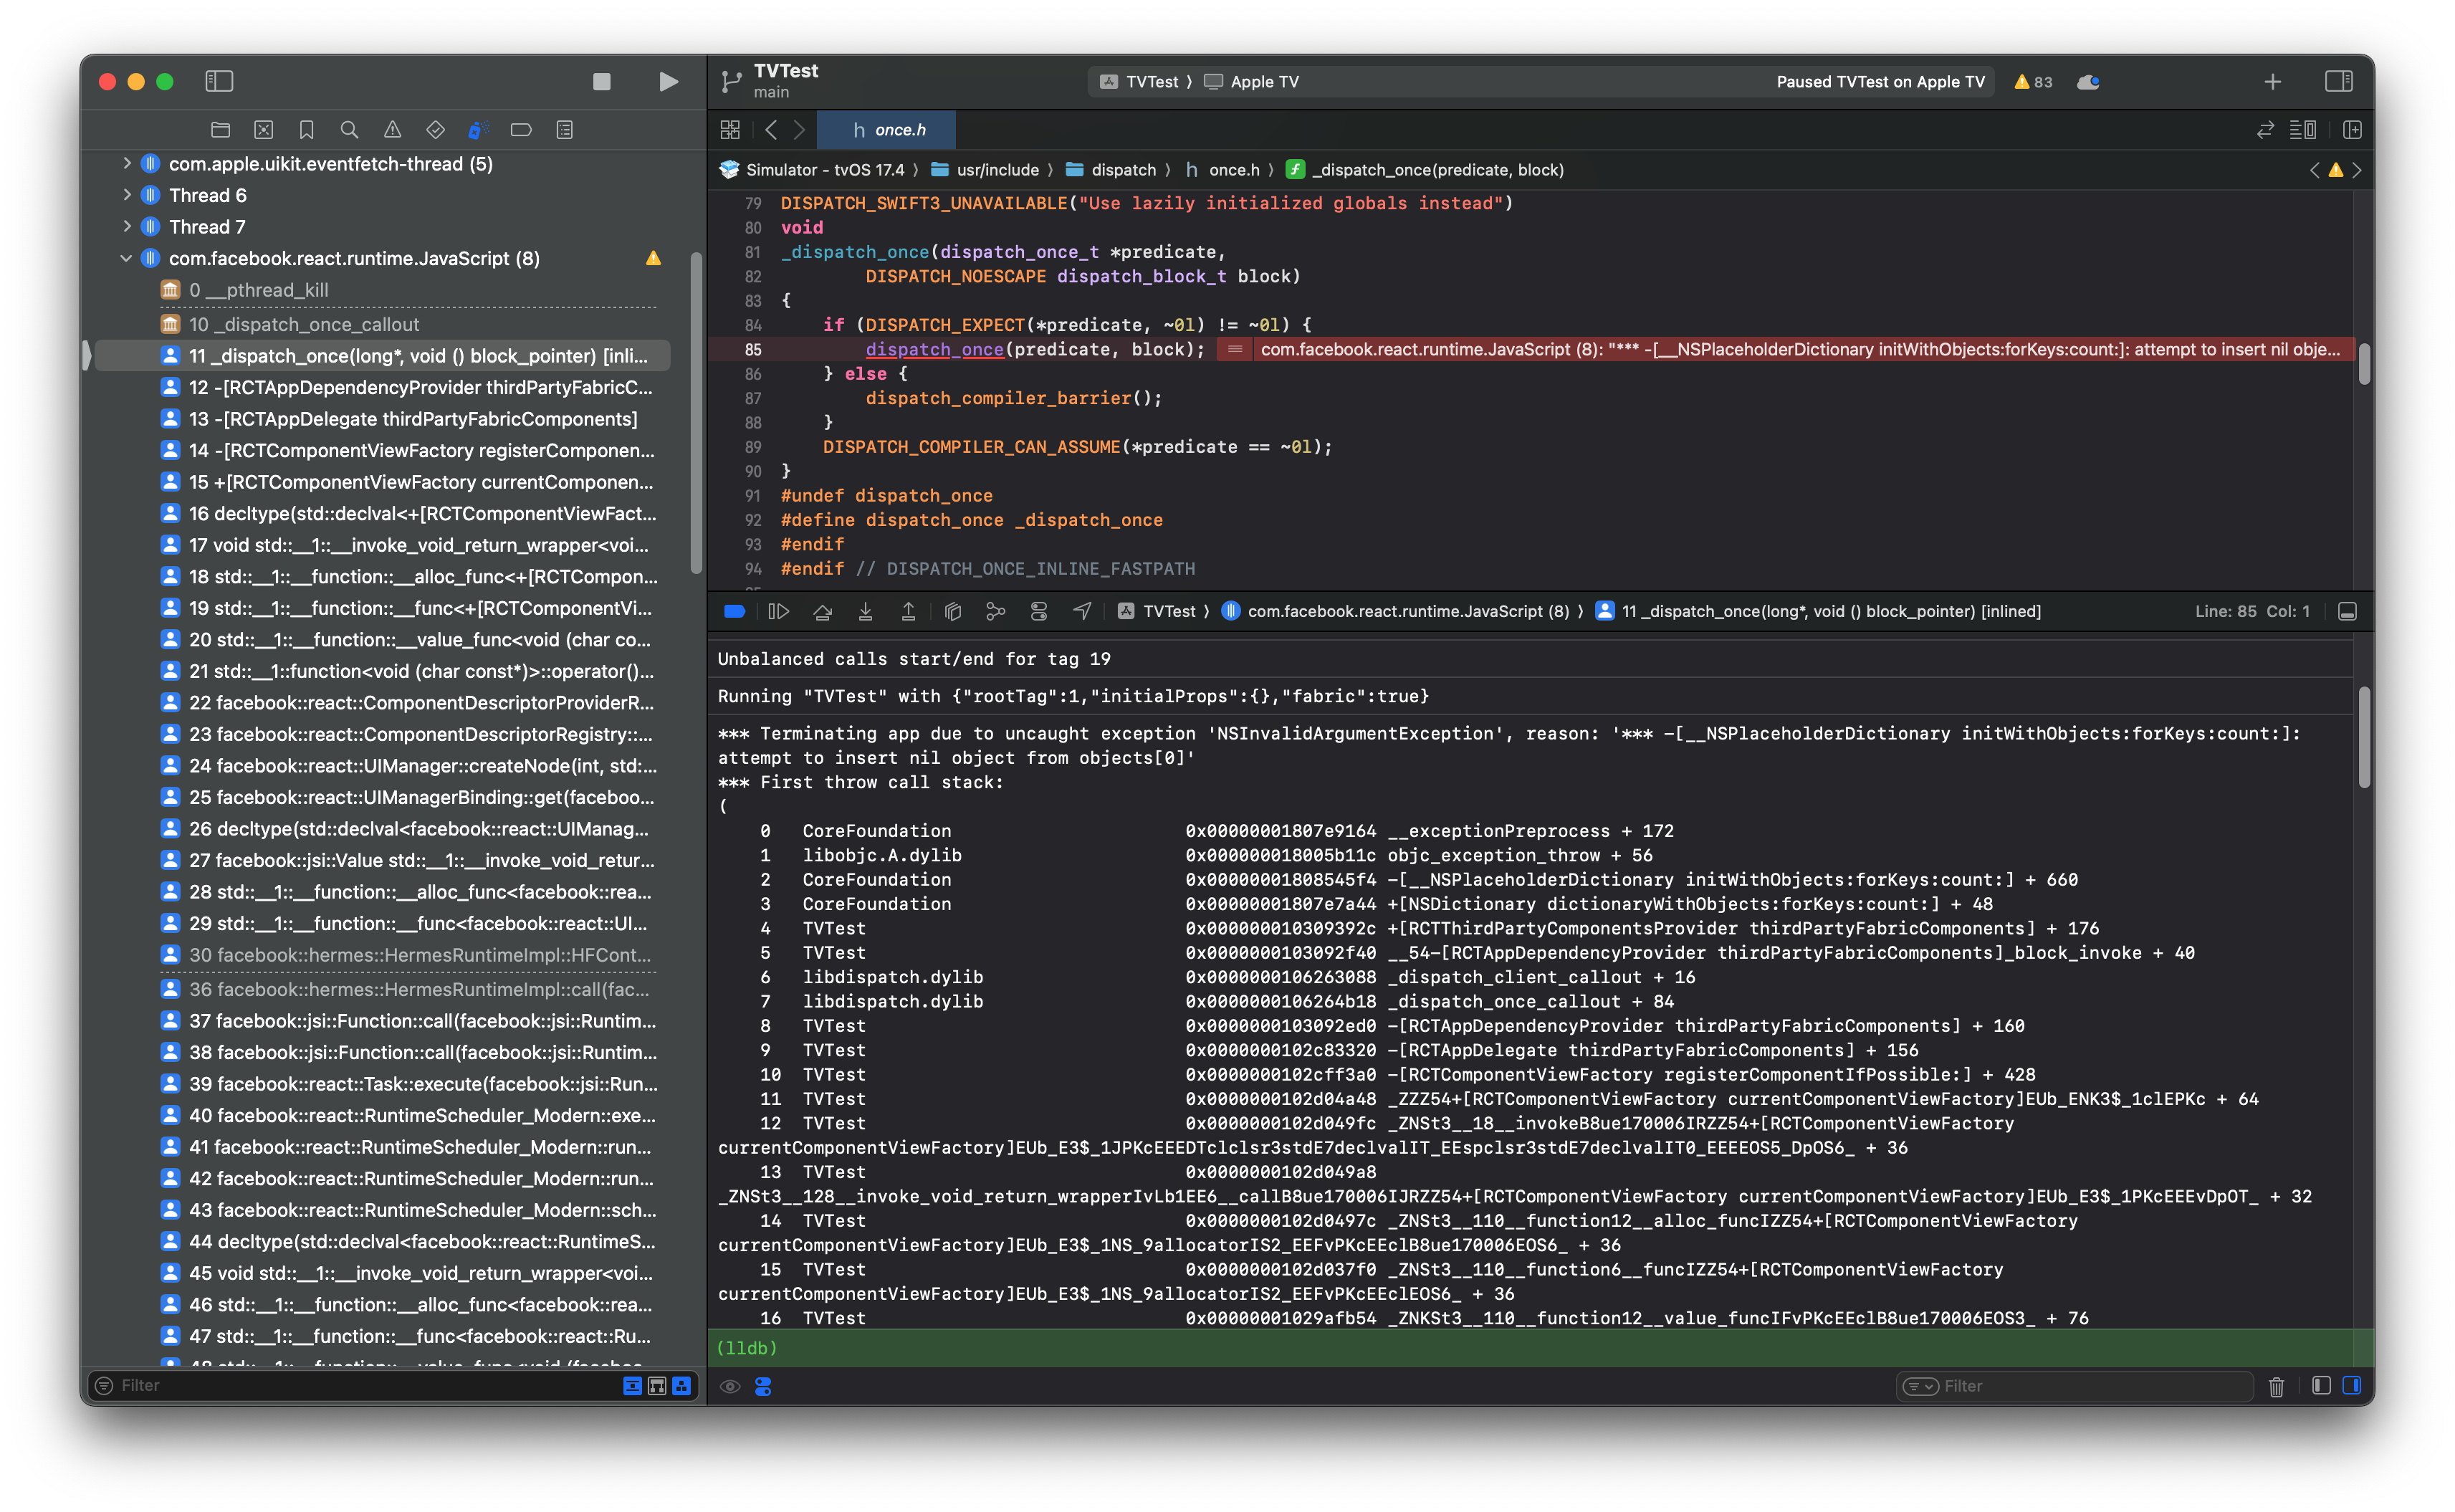 TVTest
main
TVTest 〉 Apple TV
Paused TVTest on Apple TV
83
com.apple.uikit.eventfetch-thread (5)
Thread 6
Thread 7
com.facebook.react.runtime.JavaScript (8)
0 __pthread_kill
10 _dispatch_once_callout
11 _dispatch_once(long*, void () block_pointer) [inli...
12 -[RCTAppDependencyProvider thirdPartyFabricC...
13 -[RCTAppDelegate thirdPartyFabricComponents]
14 -[RCTComponentViewFactory registerComponen...
15 +[RCTComponentViewFactory currentComponen...
16 decltype(std::declval<+[RCTComponentViewFact...
17 void std::__1::__invoke_void_return_wrapper<voi...
18 std::__1::__function::__alloc_func<+[RCTCompon...
19 std::__1::__function::__func<+[RCTComponentVi...
20 std::__1::__function::__value_func<void (char co...
21 std::__1::function<void (char const*)>::operator()...
22 facebook::react::ComponentDescriptorProviderR...
23 facebook::react::ComponentDescriptorRegistry::...
24 facebook::react::UIManager::createNode(int, std:...
25 facebook::react::UIManagerBinding::get(faceboo...
26 decltype(std::declval<facebook::react::UIManag...
27 facebook::jsi::Value std::__1::__invoke_void_retur...
28 std::__1::__function::__alloc_func<facebook::rea...
29 std::__1::__function::__func<facebook::react::UI...
30 facebook::hermes::HermesRuntimeImpl::HFCont...
36 facebook::hermes::HermesRuntimeImpl::call(fac...
37 facebook::jsi::Function::call(facebook::jsi::Runtim...
38 facebook::jsi::Function::call(facebook::jsi::Runtim...
39 facebook::react::Task::execute(facebook::jsi::Run...
40 facebook::react::RuntimeScheduler_Modern::exe...
41 facebook::react::RuntimeScheduler_Modern::run...
42 facebook::react::RuntimeScheduler_Modern::run...
43 facebook::react::RuntimeScheduler_Modern::sch...
44 decltype(std::declval<facebook::react::RuntimeS...
45 void std::__1::__invoke_void_return_wrapper<voi...
46 std::__1::__function::__alloc_func<facebook::rea...
47 std::__1::__function::__func<facebook::react::Ru...
Filter
h once.h
Simulator - tvOS 17.4 〉 usr/include 〉 dispatch 〉 h once.h 〉 f _dispatch_once(predicate, block)
79 DISPATCH_SWIFT3_UNAVAILABLE("Use lazily initialized globals instead")
80 void
81 _dispatch_once(dispatch_once_t *predicate,
82 DISPATCH_NOESCAPE dispatch_block_t block)
83 {
84 if (DISPATCH_EXPECT(*predicate, ~0l) != ~0l) {
85 dispatch_once(predicate, block); com.facebook.react.runtime.JavaScript (8): "*** -[__NSPlaceholderDictionary initWithObjects:forKeys:count:]: attempt to insert nil obje...
86 } else {
87 dispatch_compiler_barrier();
88 }
89 DISPATCH_COMPILER_CAN_ASSUME(*predicate == ~0l);
90 }
91 #undef dispatch_once
92 #define dispatch_once _dispatch_once
93 #endif
94 #endif // DISPATCH_ONCE_INLINE_FASTPATH
TVTest 〉 com.facebook.react.runtime.JavaScript (8) 〉 11 _dispatch_once(long*, void () block_pointer) [inlined]
Line: 85 Col: 1
Unbalanced calls start/end for tag 19
Running "TVTest" with {"rootTag":1,"initialProps":{},"fabric":true}
*** Terminating app due to uncaught exception 'NSInvalidArgumentException', reason: '*** -[__NSPlaceholderDictionary initWithObjects:forKeys:count:]:
attempt to insert nil object from objects[0]'
*** First throw call stack:
(
0 CoreFoundation 0x00000001807e9164 __exceptionPreprocess + 172
1 libobjc.A.dylib 0x000000018005b11c objc_exception_throw + 56
2 CoreFoundation 0x00000001808545f4 -[__NSPlaceholderDictionary initWithObjects:forKeys:count:] + 660
3 CoreFoundation 0x00000001807e7a44 +[NSDictionary dictionaryWithObjects:forKeys:count:] + 48
4 TVTest 0x000000010309392c +[RCTThirdPartyComponentsProvider thirdPartyFabricComponents] + 176
5 TVTest 0x0000000103092f40 __54-[RCTAppDependencyProvider thirdPartyFabricComponents]_block_invoke + 40
6 libdispatch.dylib 0x0000000106263088 _dispatch_client_callout + 16
7 libdispatch.dylib 0x0000000106264b18 _dispatch_once_callout + 84
8 TVTest 0x0000000103092ed0 -[RCTAppDependencyProvider thirdPartyFabricComponents] + 160
9 TVTest 0x0000000102c83320 -[RCTAppDelegate thirdPartyFabricComponents] + 156
10 TVTest 0x0000000102cff3a0 -[RCTComponentViewFactory registerComponentIfPossible:] + 428
11 TVTest 0x0000000102d04a48 _ZZZ54+[RCTComponentViewFactory currentComponentViewFactory]EUb_ENK3$_1clEPKc + 64
12 TVTest 0x0000000102d049fc _ZNSt3__18__invokeB8ue170006IRZZ54+[RCTComponentViewFactory
currentComponentViewFactory]EUb_E3$_1JPKcEEEDTclclsr3stdE7declvalIT_EEspclsr3stdE7declvalIT0_EEEEOS5_DpOS6_ + 36
13 TVTest 0x0000000102d049a8
_ZNSt3__128__invoke_void_return_wrapperIvLb1EE6__callB8ue170006IJRZZ54+[RCTComponentViewFactory currentComponentViewFactory]EUb_E3$_1PKcEEEvDpOT_ + 32
14 TVTest 0x0000000102d0497c _ZNSt3__110__function12__alloc_funcIZZ54+[RCTComponentViewFactory
currentComponentViewFactory]EUb_E3$_1NS_9allocatorIS2_EEFvPKcEEclB8ue170006EOS6_ + 36
15 TVTest 0x0000000102d037f0 _ZNSt3__110__function6__funcIZZ54+[RCTComponentViewFactory
currentComponentViewFactory]EUb_E3$_1NS_9allocatorIS2_EEFvPKcEEclEOS6_ + 36
16 TVTest 0x00000001029afb54 _ZNKSt3__110__function12__value_funcIFvPKcEEclB8ue170006EOS3_ + 76
(lldb)
Filter